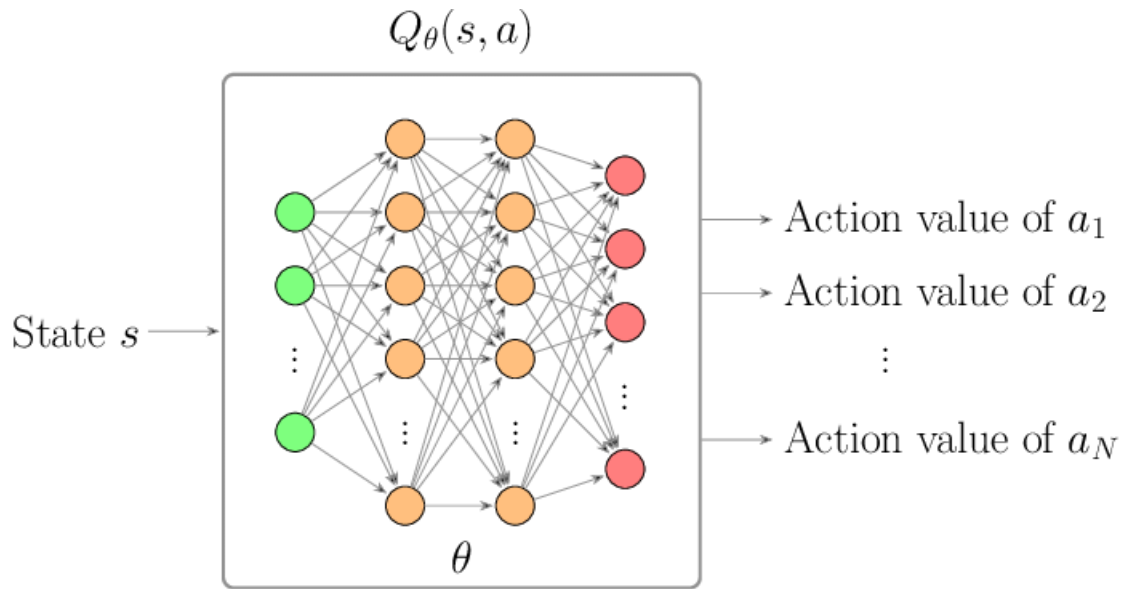 Qθ(s, a)
Action value of a1
Action value of a2
State s
⋮
Action value of aN
θ